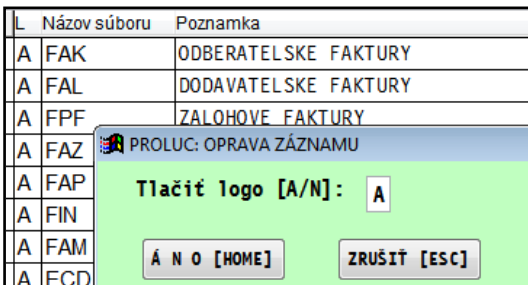 L Názov súboru Poznamka
A FAK ODBERATELSKE FAKTURY
A FAL DODAVATELSKE FAKTURY
A FPF ZALOHOVE FAKTURY
A FAZ
A FAP
A FIN
A FAM
A ECD
PROLUC: OPRAVA ZÁZNAMU
Tlačiť logo [A/N]: A
Á N O [HOME] ZRUŠIŤ [ESC]